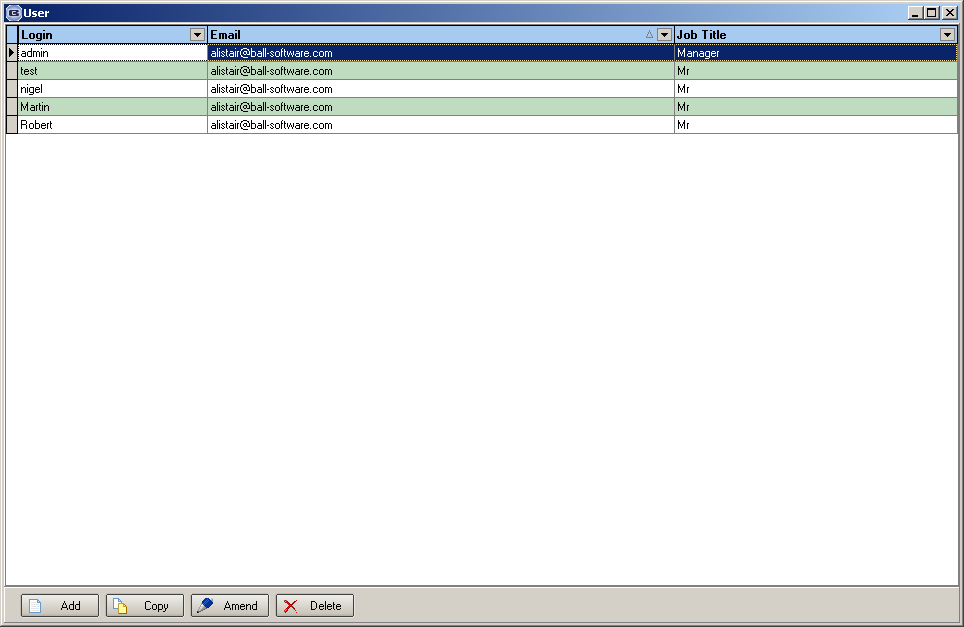 User
Login Email Job Title
admin alistair@ball-software.com Manager
test alistair@ball-software.com Mr
nigel alistair@ball-software.com Mr
Martin alistair@ball-software.com Mr
Robert alistair@ball-software.com Mr
Add Copy Amend Delete